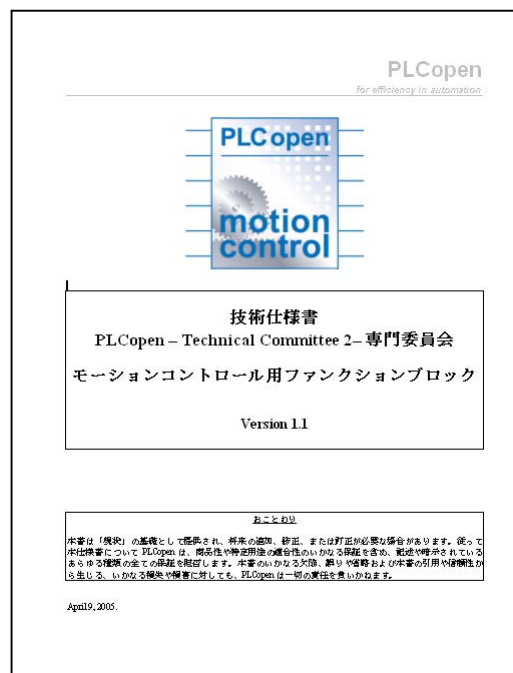 PLCopen
for efficiency in automation
PLCopen
motion
control
技術仕様書
PLCopen – Technical Committee 2– 専門委員会
モーションコントロール用ファンクションブロック
Version 1.1
おことわり
本書は「現状」の基礎として提供され、将来の追加、修正、または訂正が必要な場合があります。従って
本仕様書について PLCopen は、商品性や特定用途の適合性のいかなる保証を含め、記述や暗示されている
あらゆる種類の全ての保証を拒否します。本書のいかなる欠陥、誤りや省略および本書の引用や信頼性か
ら生じる、いかなる損失や損害に対しても、PLCopen は一切の責任を負いかねます。
April9, 2005.